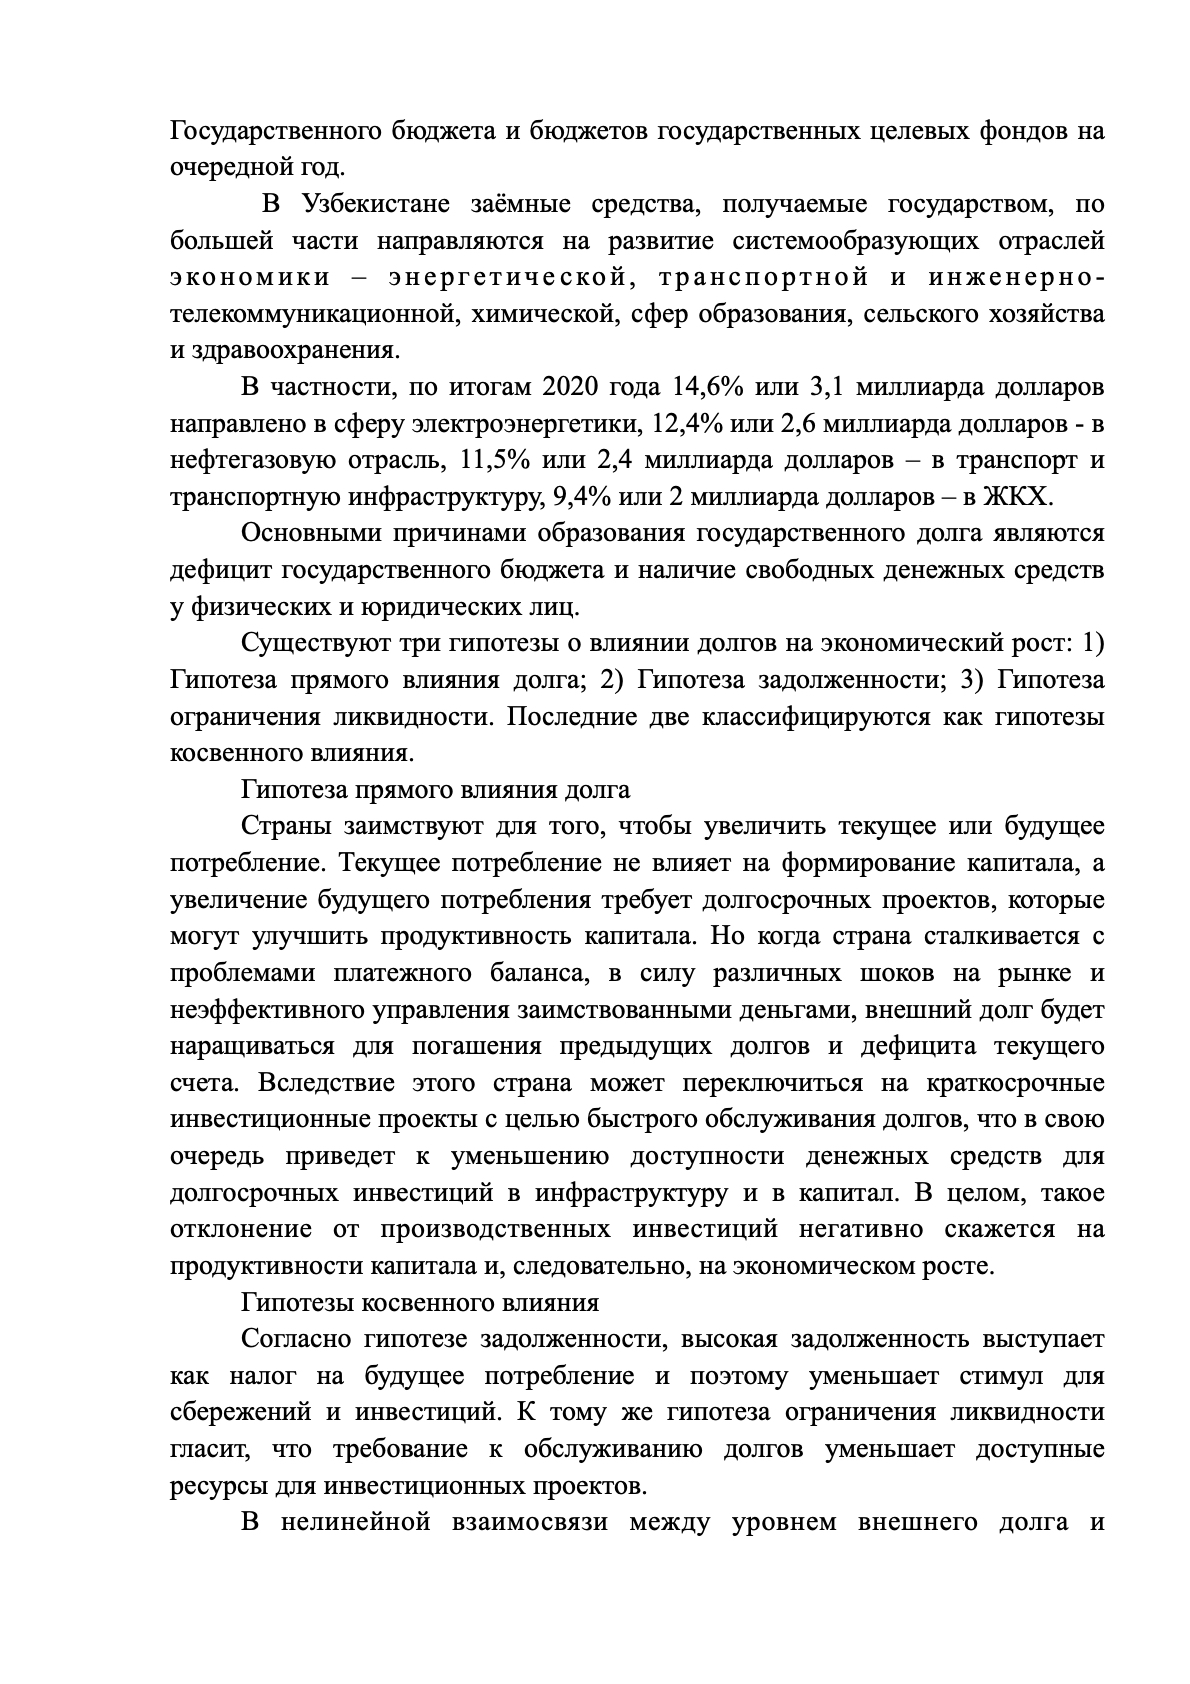 Государственного бюджета и бюджетов государственных целевых фондов на
очередной год.
В Узбекистане заёмные средства, получаемые государством, по
большей части направляются на развитие системообразующих отраслей
экономики – энергетической, транспортной и инженерно-
телекоммуникационной, химической, сфер образования, сельского хозяйства
и здравоохранения.
В частности, по итогам 2020 года 14,6% или 3,1 миллиарда долларов
направлено в сферу электроэнергетики, 12,4% или 2,6 миллиарда долларов - в
нефтегазовую отрасль, 11,5% или 2,4 миллиарда долларов – в транспорт и
транспортную инфраструктуру, 9,4% или 2 миллиарда долларов – в ЖКХ.
Основными причинами образования государственного долга являются
дефицит государственного бюджета и наличие свободных денежных средств
у физических и юридических лиц.
Существуют три гипотезы о влиянии долгов на экономический рост: 1)
Гипотеза прямого влияния долга; 2) Гипотеза задолженности; 3) Гипотеза
ограничения ликвидности. Последние две классифицируются как гипотезы
косвенного влияния.
Гипотеза прямого влияния долга
Страны заимствуют для того, чтобы увеличить текущее или будущее
потребление. Текущее потребление не влияет на формирование капитала, а
увеличение будущего потребления требует долгосрочных проектов, которые
могут улучшить продуктивность капитала. Но когда страна сталкивается с
проблемами платежного баланса, в силу различных шоков на рынке и
неэффективного управления заимствованными деньгами, внешний долг будет
наращиваться для погашения предыдущих долгов и дефицита текущего
счета. Вследствие этого страна может переключиться на краткосрочные
инвестиционные проекты с целью быстрого обслуживания долгов, что в свою
очередь приведет к уменьшению доступности денежных средств для
долгосрочных инвестиций в инфраструктуру и в капитал. В целом, такое
отклонение от производственных инвестиций негативно скажется на
продуктивности капитала и, следовательно, на экономическом росте.
Гипотезы косвенного влияния
Согласно гипотезе задолженности, высокая задолженность выступает
как налог на будущее потребление и поэтому уменьшает стимул для
сбережений и инвестиций. К тому же гипотеза ограничения ликвидности
гласит, что требование к обслуживанию долгов уменьшает доступные
ресурсы для инвестиционных проектов.
В нелинейной взаимосвязи между уровнем внешнего долга и